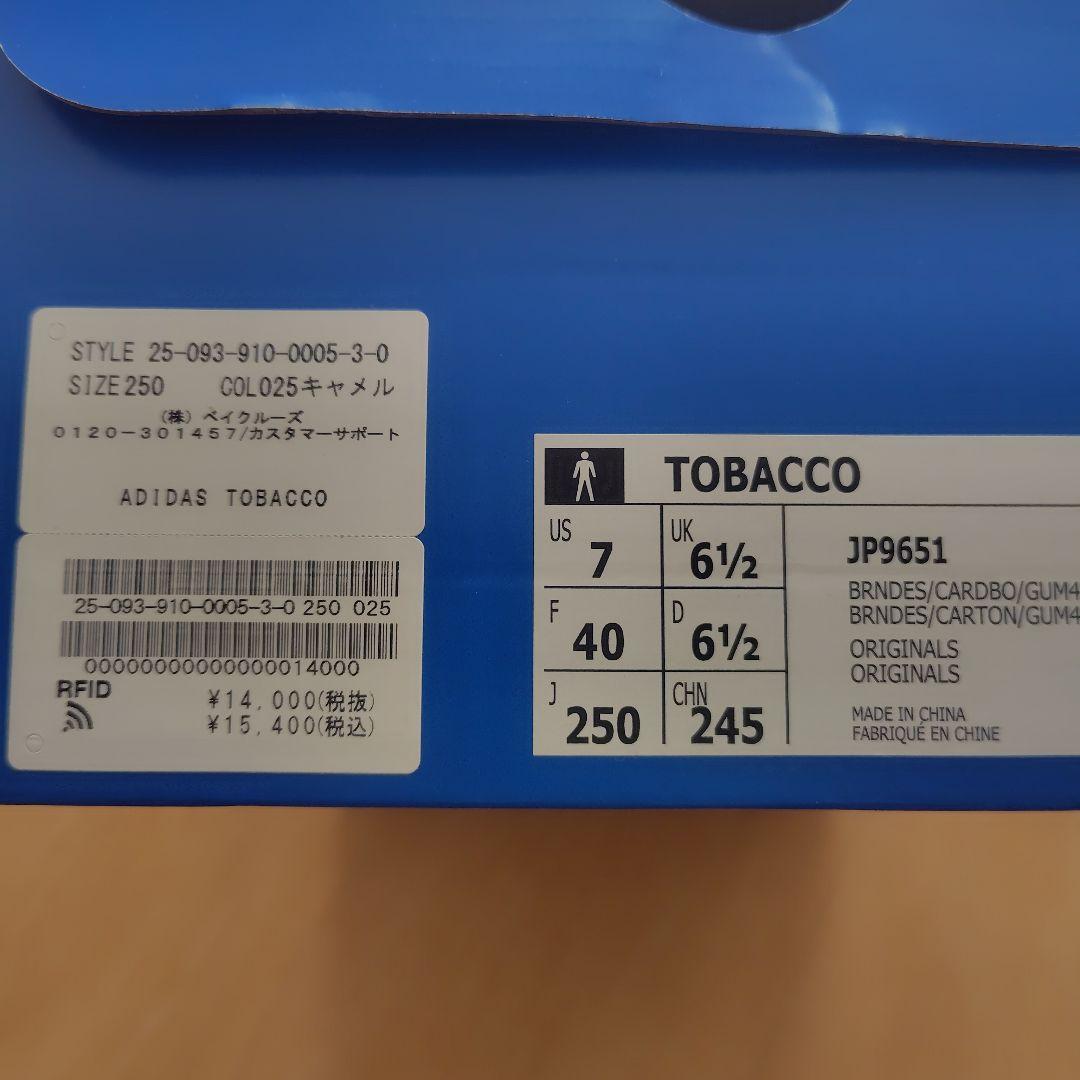 STYLE 25-093-910-0005-3-0
SIZE250 COL025キャメル
(株) ベイクルーズ
0120-301457/カスタマーサポート
ADIDAS TOBACCO
25-093-910-0005-3-0 250 025
000000000000000014000
RFID
¥14,000(税抜)
¥15,400(税込)
TOBACCO
US 7 UK 6½
F 40 D 6½
J 250 CHN 245
JP9651
BRNDES/CARDBO/GUM4
BRNDES/CARTON/GUM4
ORIGINALS
ORIGINALS
MADE IN CHINA
FABRIQUÉ EN CHINE